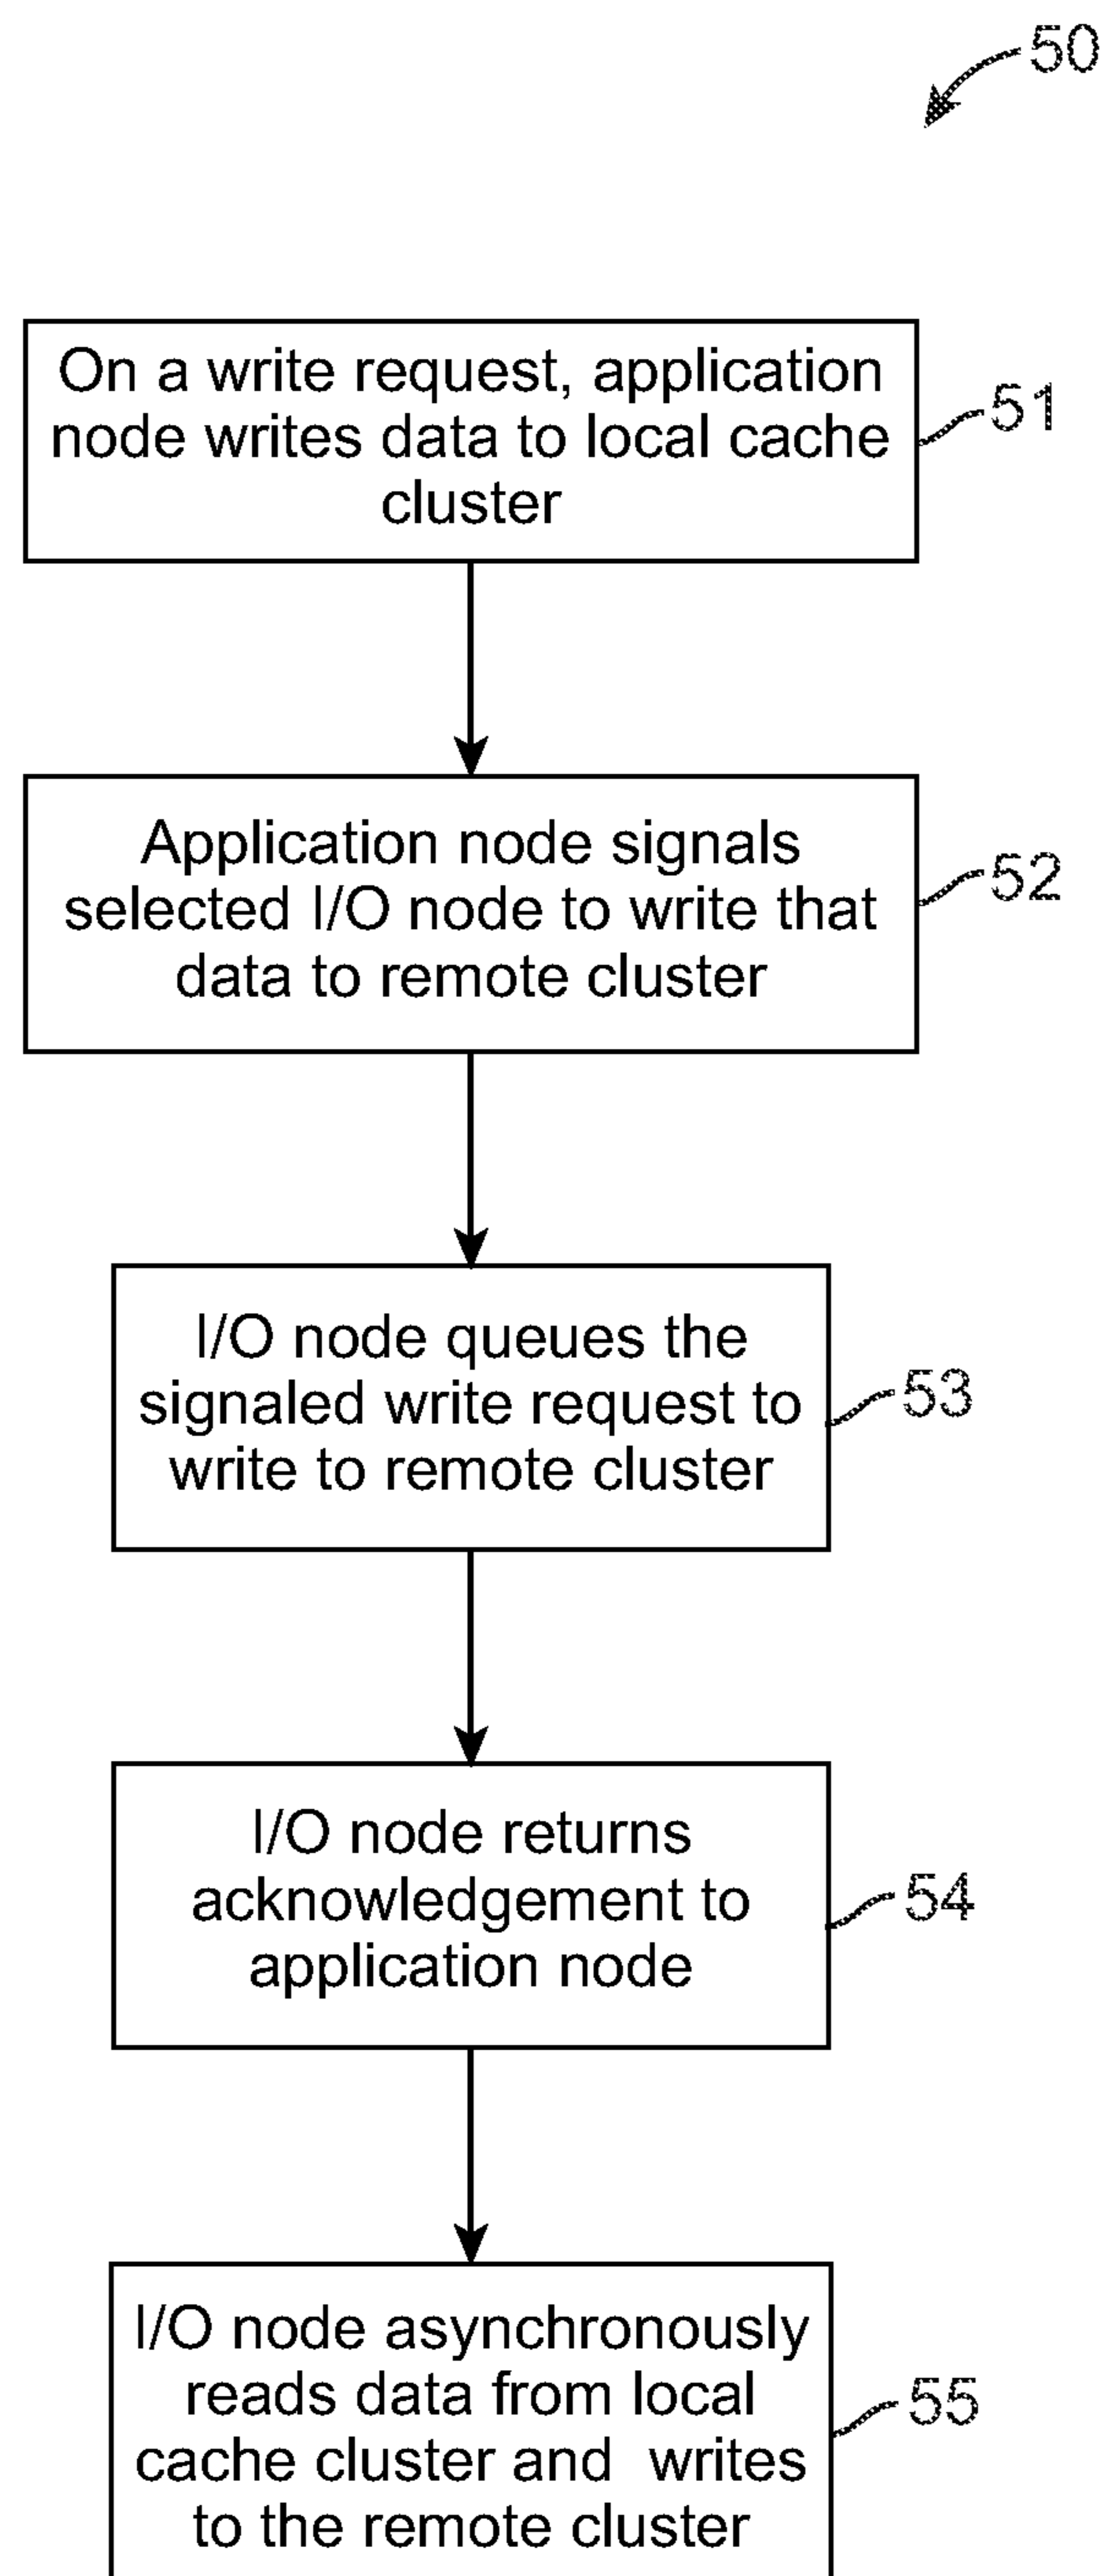 50
On a write request, application
node writes data to local cache
cluster
51
Application node signals
selected I/O node to write that
data to remote cluster
52
I/O node queues the
signaled write request to
write to remote cluster
53
I/O node returns
acknowledgement to
application node
54
I/O node asynchronously
reads data from local
cache cluster and writes
to the remote cluster
55